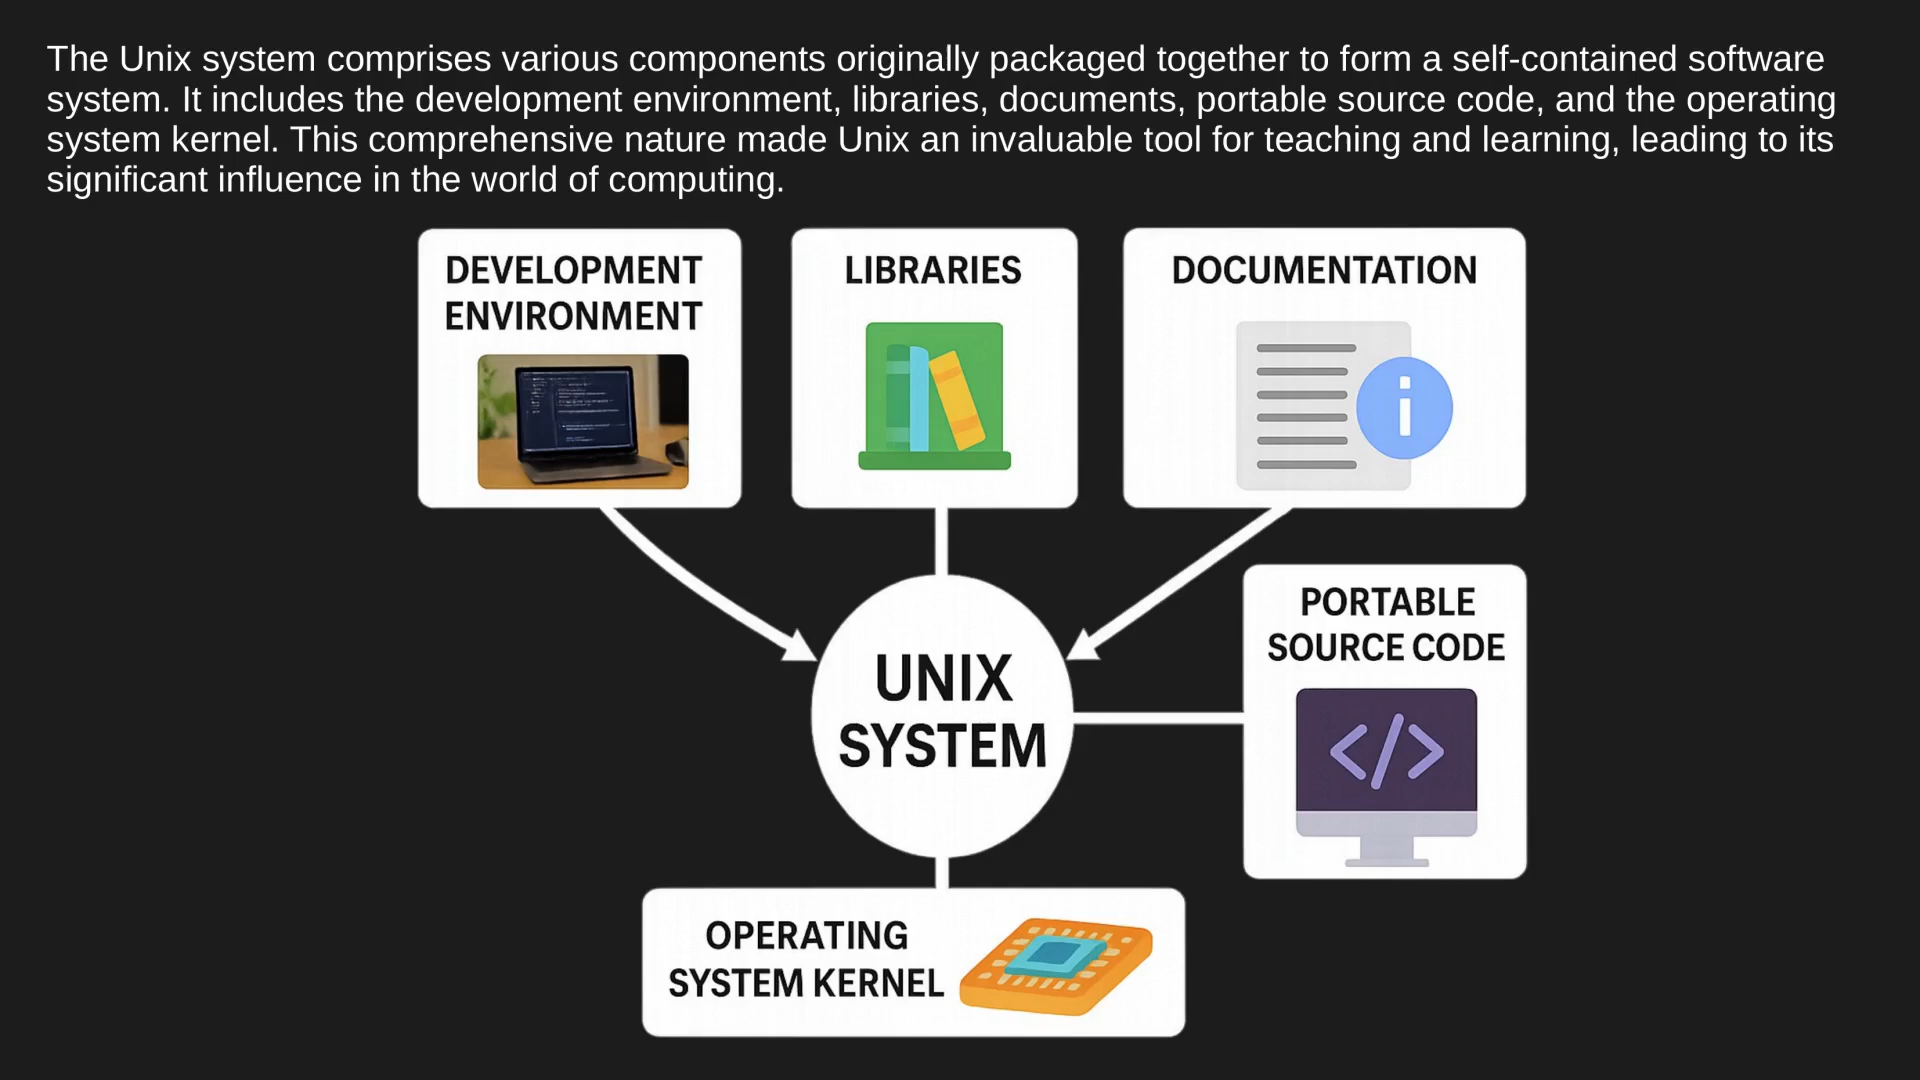 The Unix system comprises various components originally packaged together to form a self-contained software
system. It includes the development environment, libraries, documents, portable source code, and the operating
system kernel. This comprehensive nature made Unix an invaluable tool for teaching and learning, leading to its
significant influence in the world of computing.
DEVELOPMENT
ENVIRONMENT
LIBRARIES
DOCUMENTATION
PORTABLE
SOURCE CODE
</>
UNIX
SYSTEM
OPERATING
SYSTEM KERNEL